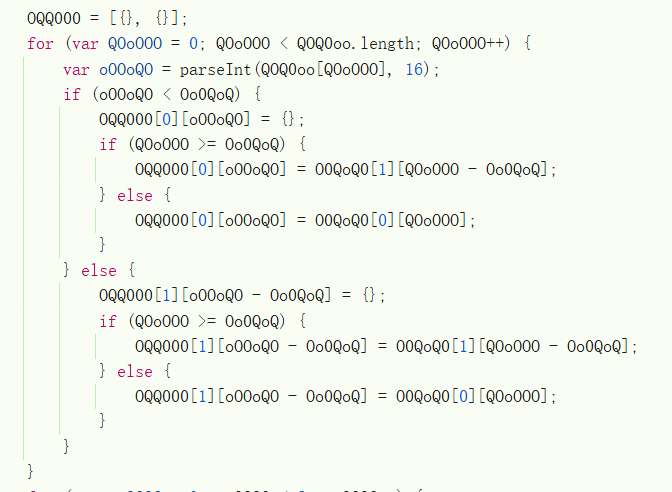 OQQOOO = [{}, {}];
for (var QOoOOO = 0; QOoOOO < QOQOoo.length; QOoOOO++) {
var oOOoQO = parseInt(QOQOoo[QOoOOO], 16);
if (oOOoQO < OoOQoQ) {
OQQOOO[0][oOOoQO] = {};
if (QOoOOO >= OoOQoQ) {
OQQOOO[0][oOOoQO] = OOQoQO[1][QOoOOO - OoOQoQ];
} else {
OQQOOO[0][oOOoQO] = OOQoQO[0][QOoOOO];
}
} else {
OQQOOO[1][oOOoQO - OoOQoQ] = {};
if (QOoOOO >= OoOQoQ) {
OQQOOO[1][oOOoQO - OoOQoQ] = OOQoQO[1][QOoOOO - OoOQoQ];
} else {
OQQOOO[1][oOOoQO - OoOQoQ] = OOQoQO[0][QOoOOO];
}
}
}